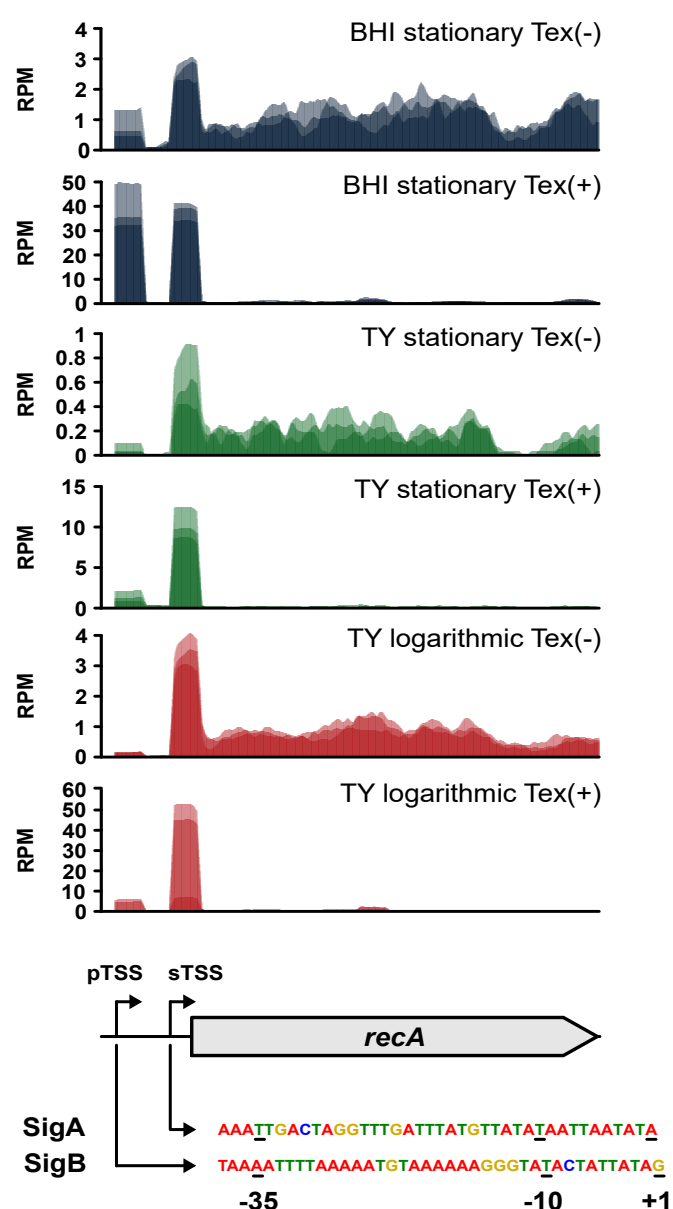 BHI stationary Tex(-)
RPM
4
3
2
1
0
BHI stationary Tex(+)
RPM
50
40
30
20
10
0
TY stationary Tex(-)
RPM
1
0.8
0.6
0.4
0.2
0
TY stationary Tex(+)
RPM
15
10
5
0
TY logarithmic Tex(-)
RPM
4
3
2
1
0
TY logarithmic Tex(+)
RPM
60
50
40
30
20
10
0
pTSS sTSS
recA
SigA AAATTGACTAGGTTTGATTTATGTTATATAATTAATATA
SigB TAAAATTTTAAAAATGTAAAAAAGGGTATACTATTATAG
-35 -10 +1